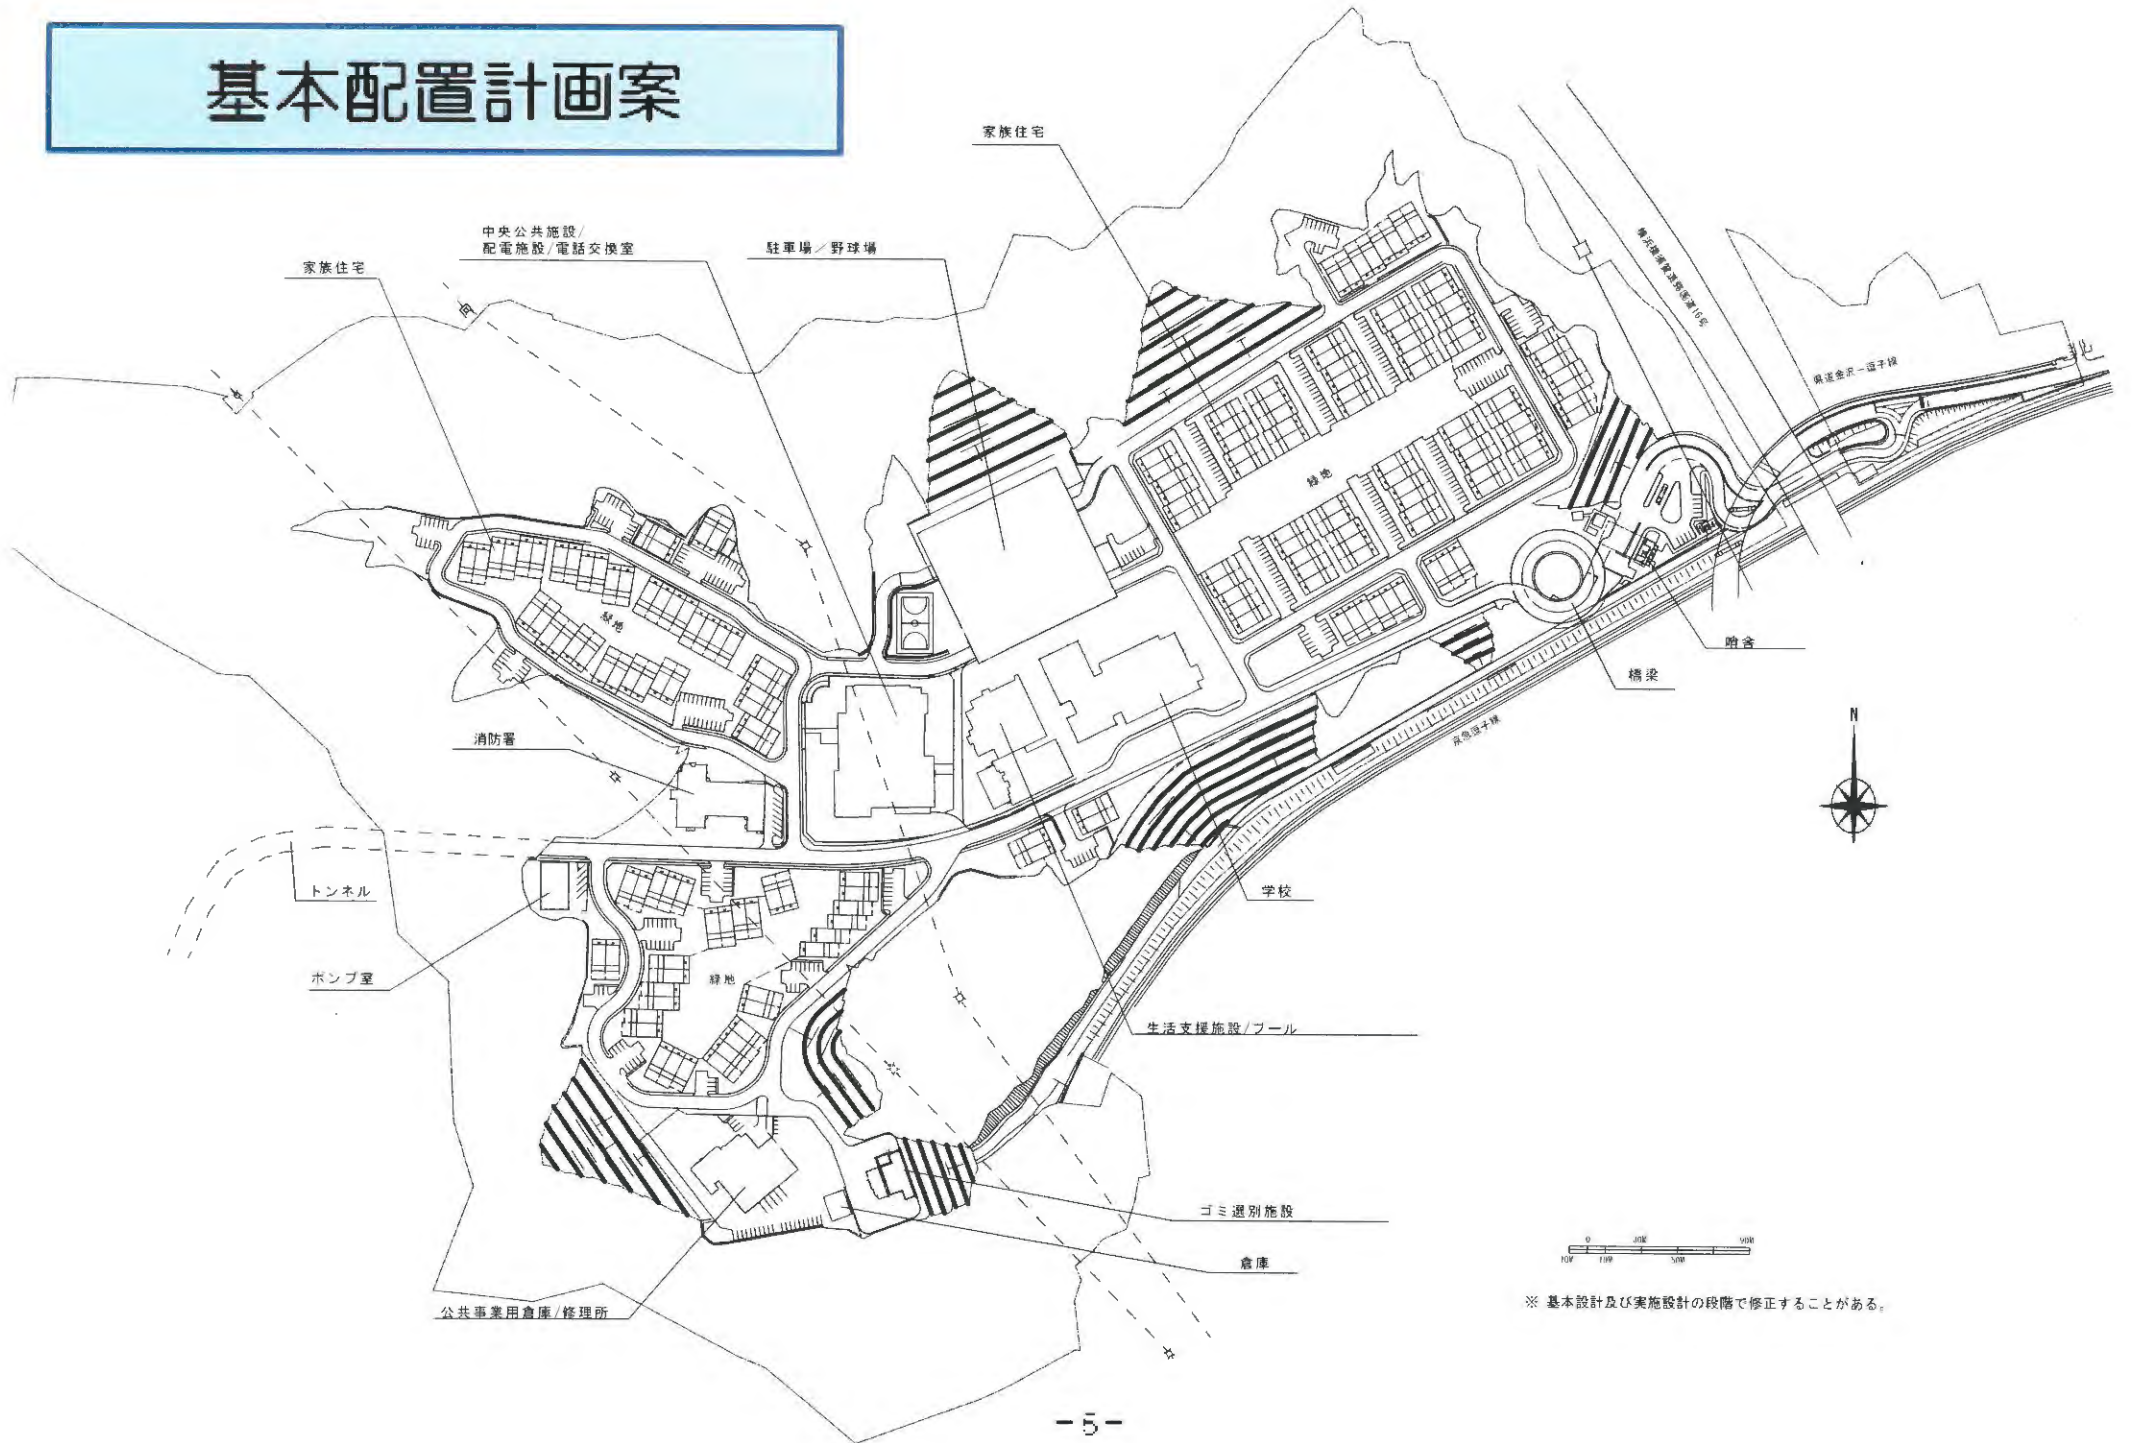 基本配置計画案
家族住宅
中央公共施設/
配電施設/電話交換室
駐車場／野球場
家族住宅
県道金沢－逗子線
緑地
緑地
哨舎
橋梁
京急逗子線
N
消防署
トンネル
学校
ポンプ室
緑地
生活支援施設/プール
ゴミ選別施設
倉庫
公共事業用倉庫/修理所
0 30M 90M
10M 10M 50M
※ 基本設計及び実施設計の段階で修正することがある。
－5－